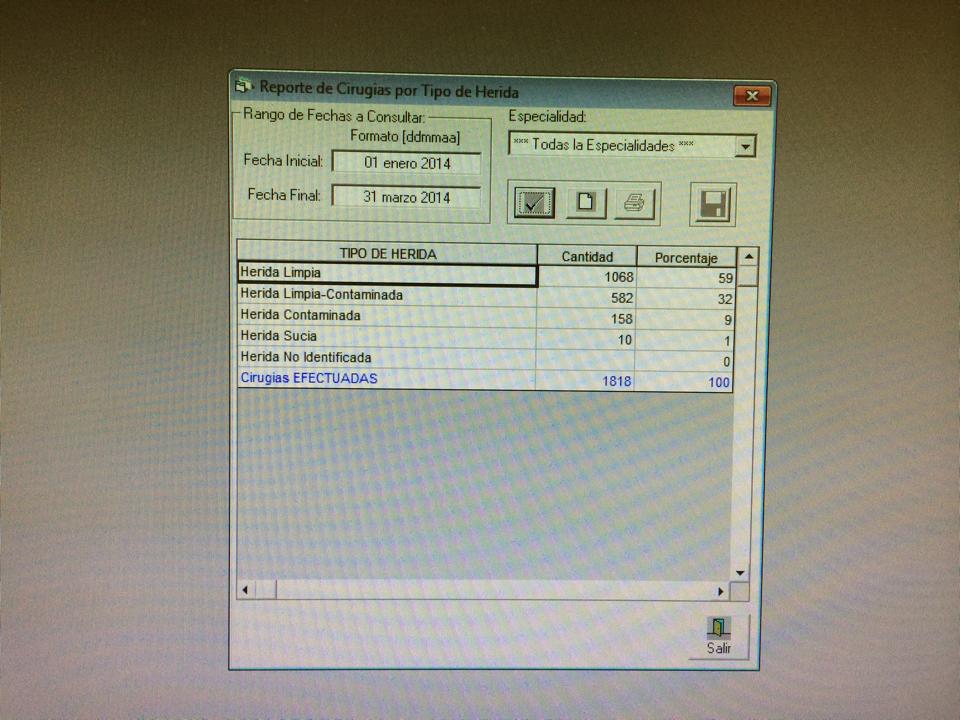 Reporte de Cirugias por Tipo de Herida
Rango de Fechas a Consultar:
Formato [ddmmaa]
Fecha Inicial: 01 enero 2014
Fecha Final: 31 marzo 2014
Especialidad:
*** Todas la Especialidades ***
TIPO DE HERIDA Cantidad Porcentaje
Herida Limpia 1068 59
Herida Limpia-Contaminada 582 32
Herida Contaminada 158 9
Herida Sucia 10 1
Herida No Identificada 0
Cirugias EFECTUADAS 1818 100
Salir